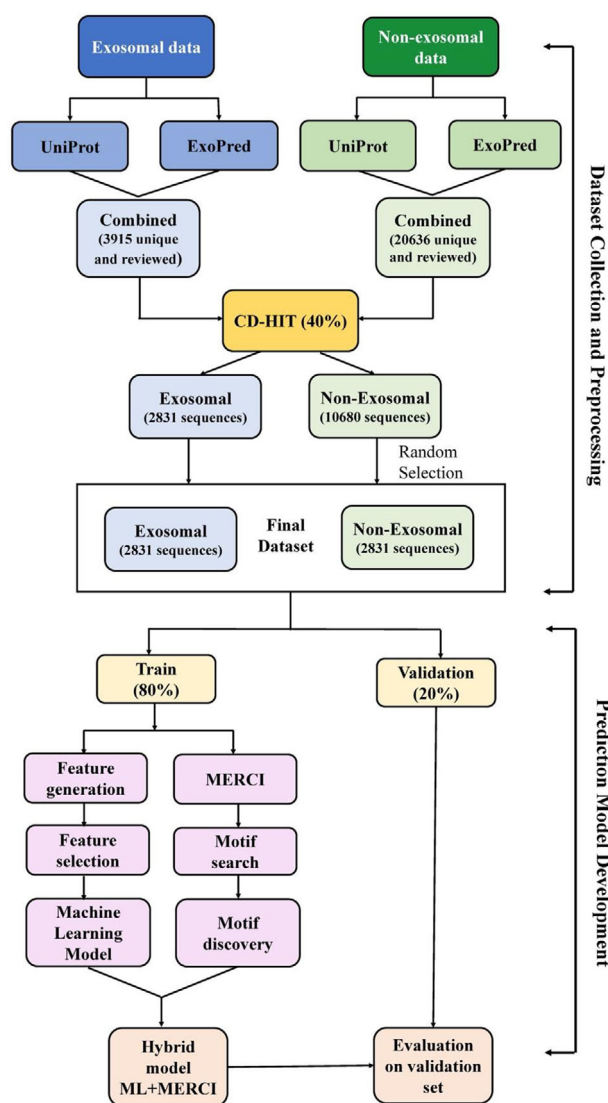 Exosomal data
Non-exosomal
data
UniProt
ExoPred
UniProt
ExoPred
Combined
(3915 unique
and reviewed)
Combined
(20636 unique
and reviewed)
CD-HIT (40%)
Exosomal
(2831 sequences)
Non-Exosomal
(10680 sequences)
Random
Selection
Exosomal
(2831 sequences)
Final
Dataset
Non-Exosomal
(2831 sequences)
Dataset Collection and Preprocessing
Train
(80%)
Validation
(20%)
Feature
generation
MERCI
Feature
selection
Motif
search
Machine
Learning
Model
Motif
discovery
Hybrid
model
ML+MERCI
Evaluation
on validation
set
Prediction Model Development